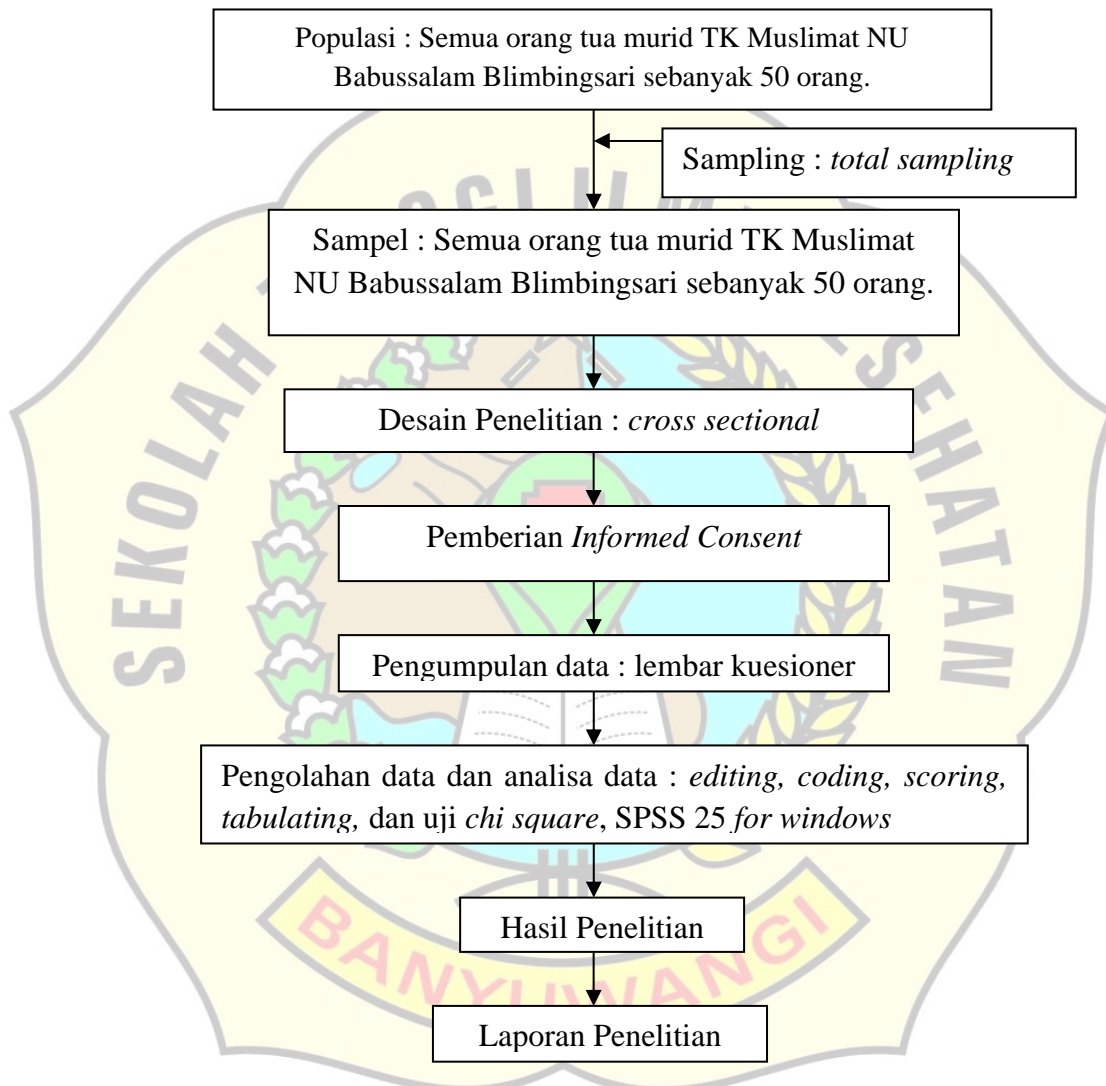 Populasi : Semua orang tua murid TK Muslimat NU
Babussalam Blimbingsari sebanyak 50 orang.
Sampling : total sampling
Sampel : Semua orang tua murid TK Muslimat
NU Babussalam Blimbingsari sebanyak 50 orang.
Desain Penelitian : cross sectional
Pemberian Informed Consent
Pengumpulan data : lembar kuesioner
Pengolahan data dan analisa data : editing, coding, scoring,
tabulating, dan uji chi square, SPSS 25 for windows
Hasil Penelitian
Laporan Penelitian
SEKOLAH
BANYUWANGI